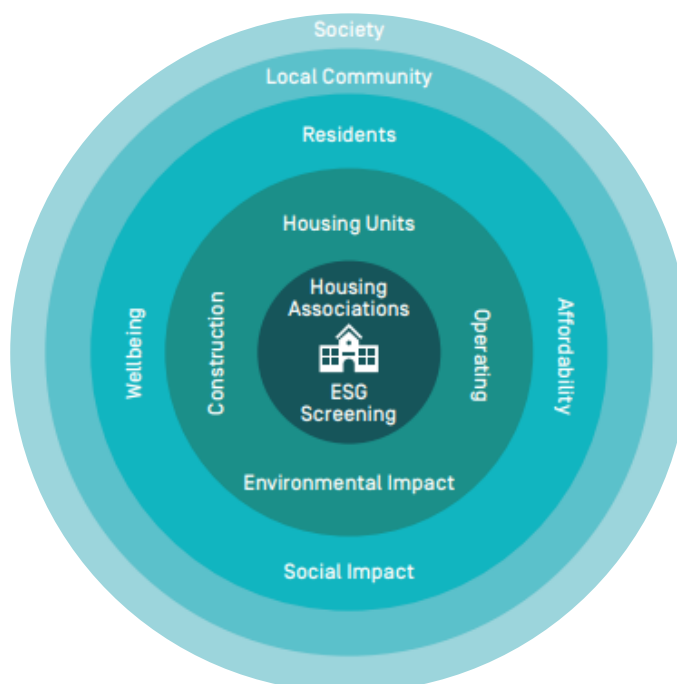 Society
Local Community
Residents
Housing Units
Housing
Associations
ESG
Screening
Wellbeing
Construction
Operating
Affordability
Environmental Impact
Social Impact